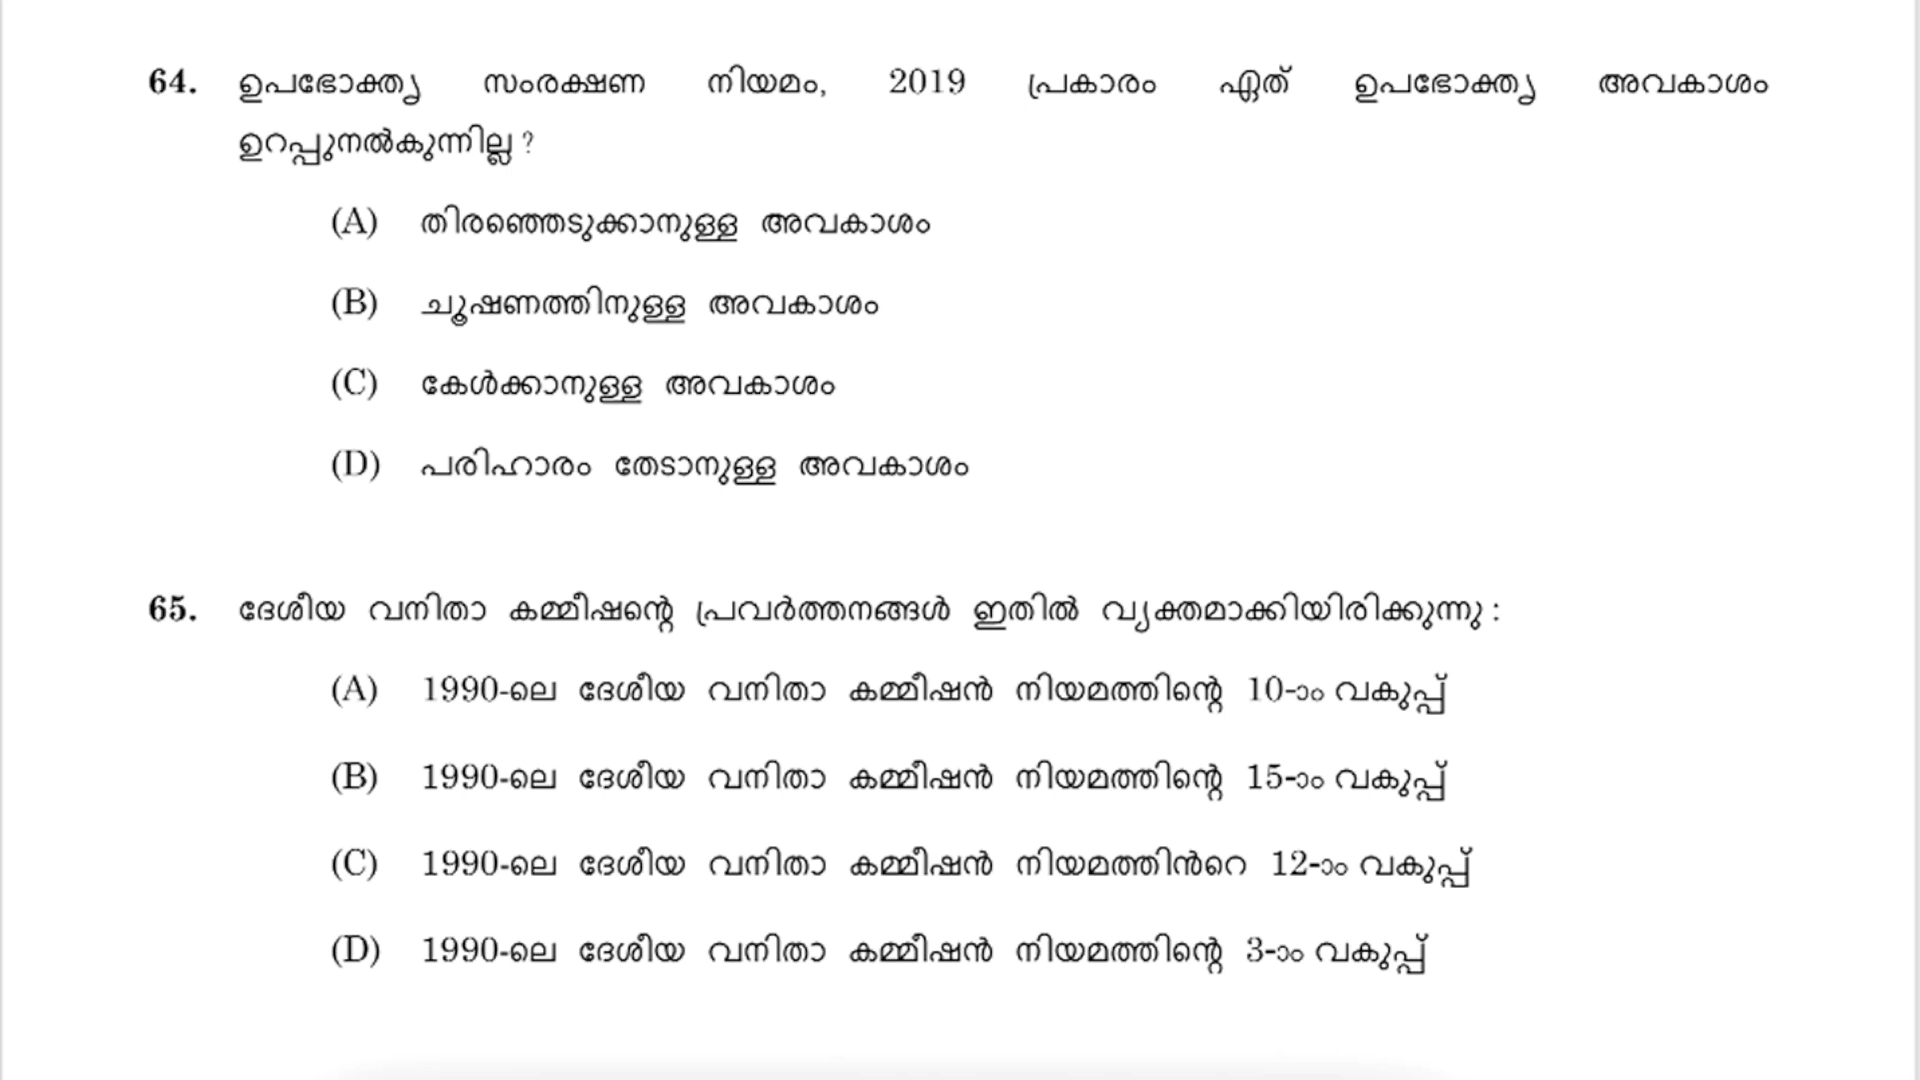 64. ഉപഭോക്തൃ സംരക്ഷണ നിയമം, 2019 പ്രകാരം ഏത് ഉപഭോക്തൃ അവകാശം
ഉറപ്പുനൽകുന്നില്ല ?
(A) തിരഞ്ഞെടുക്കാനുള്ള അവകാശം
(B) ചൂഷണത്തിനുള്ള അവകാശം
(C) കേൾക്കാനുള്ള അവകാശം
(D) പരിഹാരം തേടാനുള്ള അവകാശം
65. ദേശീയ വനിതാ കമ്മീഷന്റെ പ്രവർത്തനങ്ങൾ ഇതിൽ വ്യക്തമാക്കിയിരിക്കുന്നു :
(A) 1990-ലെ ദേശീയ വനിതാ കമ്മീഷൻ നിയമത്തിന്റെ 10-ാം വകുപ്പ്
(B) 1990-ലെ ദേശീയ വനിതാ കമ്മീഷൻ നിയമത്തിന്റെ 15-ാം വകുപ്പ്
(C) 1990-ലെ ദേശീയ വനിതാ കമ്മീഷൻ നിയമത്തിൻറെ 12-ാം വകുപ്പ്
(D) 1990-ലെ ദേശീയ വനിതാ കമ്മീഷൻ നിയമത്തിന്റെ 3-ാം വകുപ്പ്